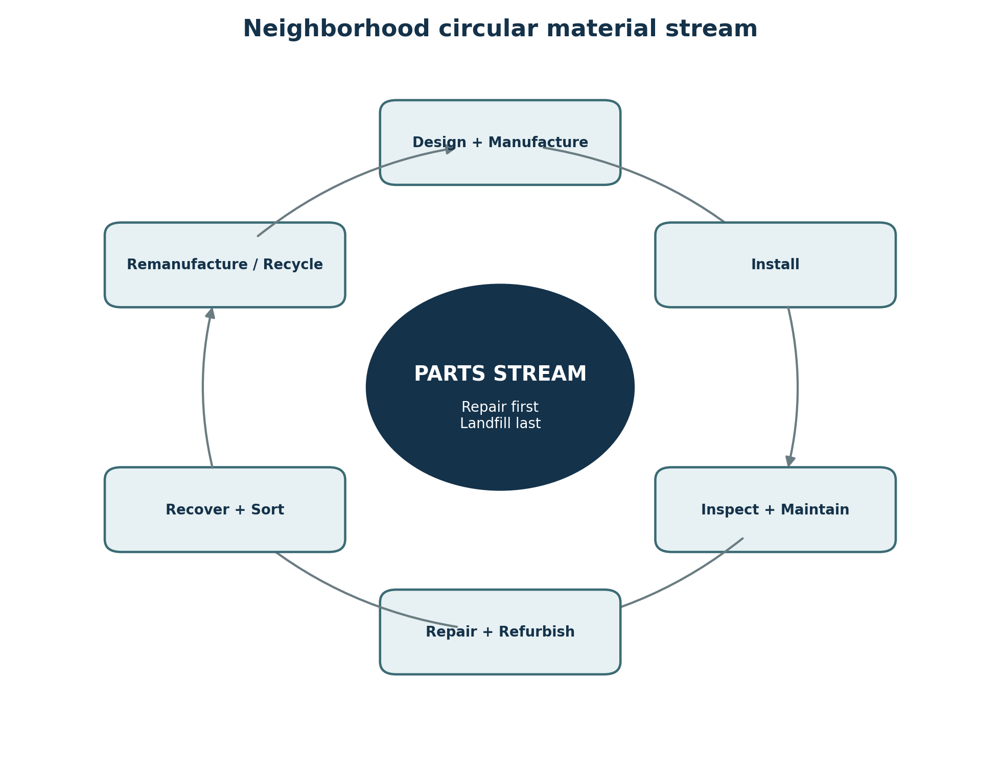 Neighborhood circular material stream
Design + Manufacture
Remanufacture / Recycle
Install
PARTS STREAM
Repair first
Landfill last
Recover + Sort
Inspect + Maintain
Repair + Refurbish